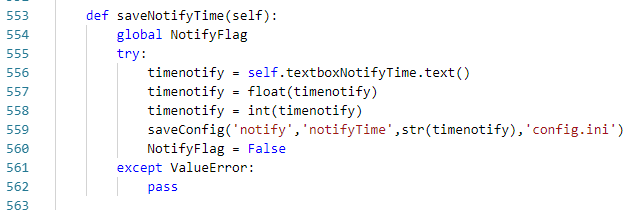 553 def saveNotifyTime(self):
554 global NotifyFlag
555 try:
556 timenotify = self.textboxNotifyTime.text()
557 timenotify = float(timenotify)
558 timenotify = int(timenotify)
559 saveConfig('notify','notifyTime',str(timenotify),'config.ini')
560 NotifyFlag = False
561 except ValueError:
562 pass
563